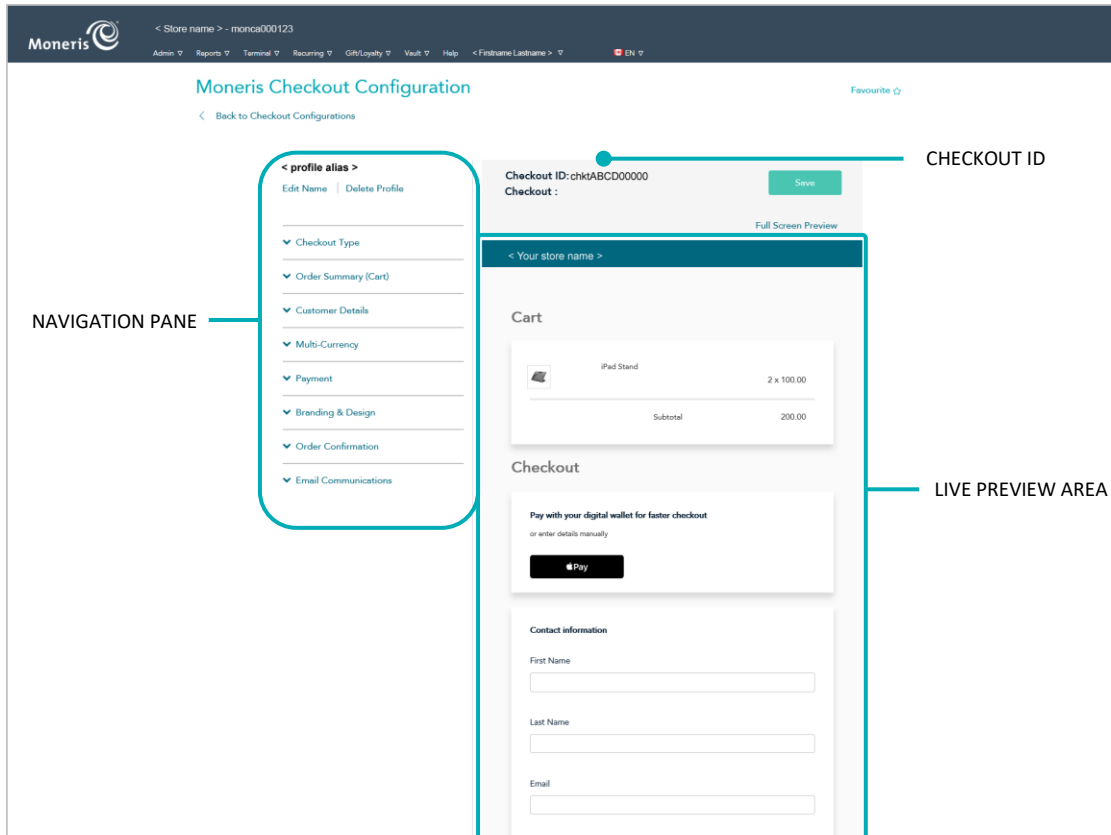 Moneris
< Store name > - monca000123
Admin Reports Terminal Recurring Gift/Loyalty Vault Help < Firstname Lastname > EN
Moneris Checkout Configuration
Favourite
Back to Checkout Configurations
CHECKOUT ID
< profile alias >
Edit Name | Delete Profile
Checkout ID: chktABCD00000
Checkout :
Save
Full Screen Preview
NAVIGATION PANE
Checkout Type
Order Summary (Cart)
Customer Details
Multi-Currency
Payment
Branding & Design
Order Confirmation
Email Communications
< Your store name >
Cart
iPad Stand
2 x 100.00
Subtotal 200.00
Checkout
LIVE PREVIEW AREA
Pay with your digital wallet for faster checkout
or enter details manually
Pay
Contact information
First Name
Last Name
Email